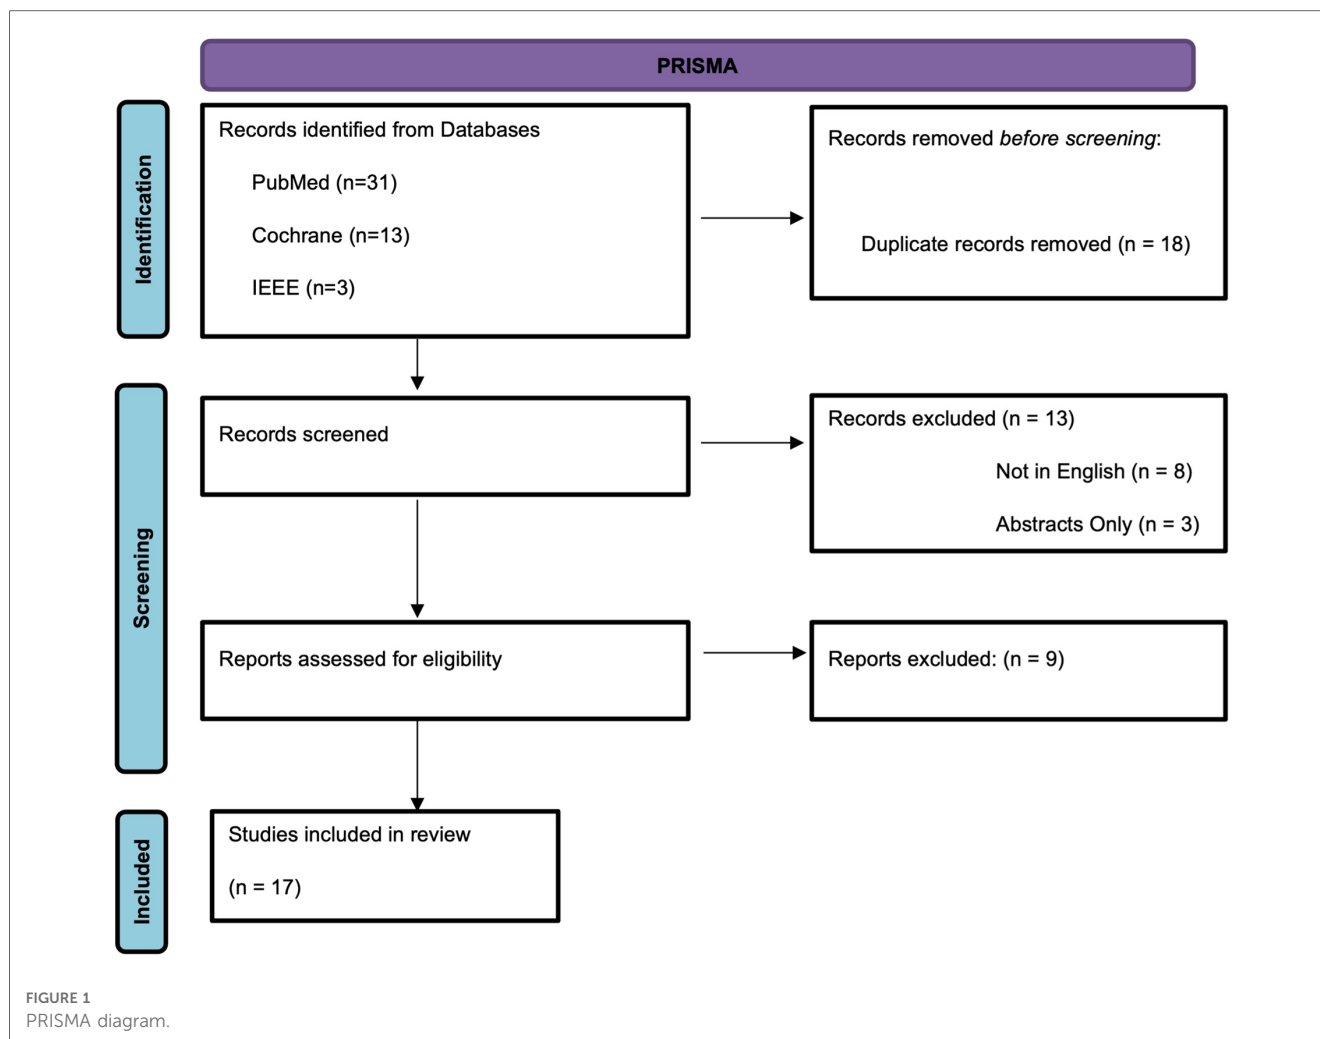 PRISMA
Identification
Records identified from Databases
PubMed (n=31)
Cochrane (n=13)
IEEE (n=3)
Records removed before screening:
Duplicate records removed (n = 18)
Screening
Records screened
Records excluded (n = 13)
Not in English (n = 8)
Abstracts Only (n = 3)
Reports assessed for eligibility
Reports excluded: (n = 9)
Included
Studies included in review
(n = 17)
FIGURE 1
PRISMA diagram.